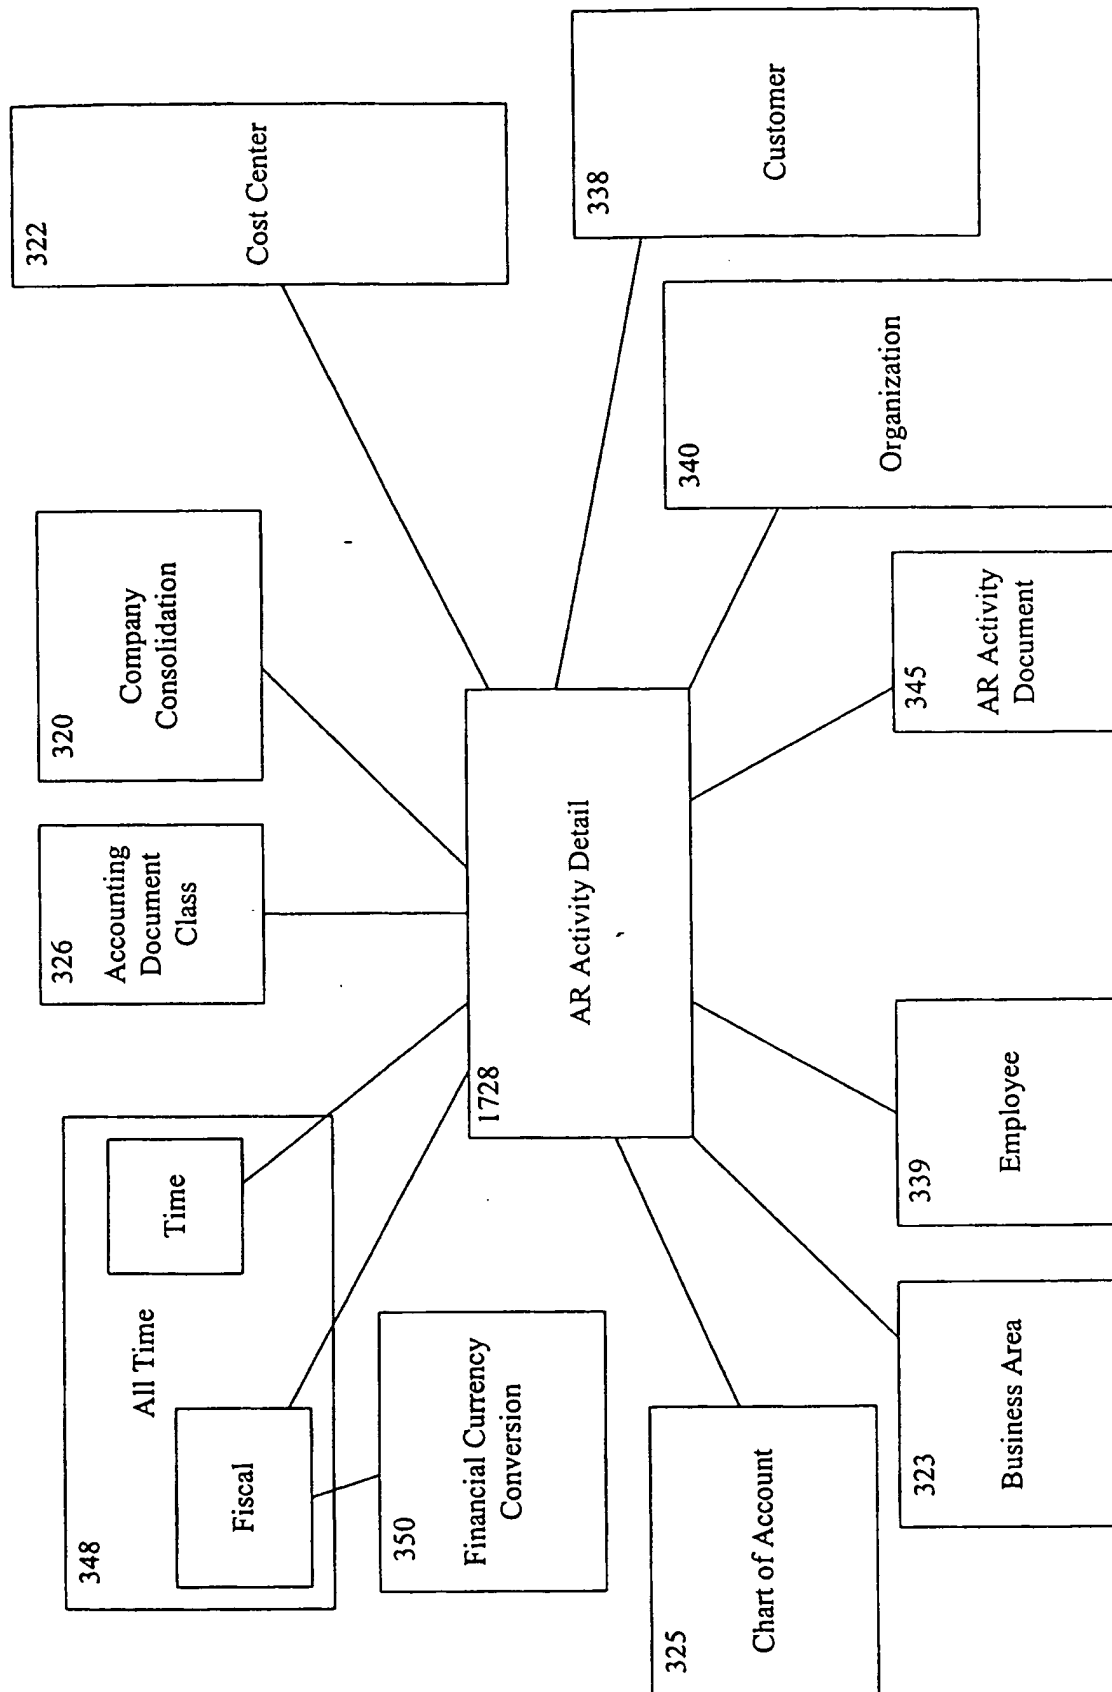 348
All Time
Fiscal
Time
326
Accounting
Document
Class
320
Company
Consolidation
322
Cost Center
350
Financial Currency
Conversion
1728
AR Activity Detail
338
Customer
325
Chart of Account
323
Business Area
339
Employee
345
AR Activity
Document
340
Organization